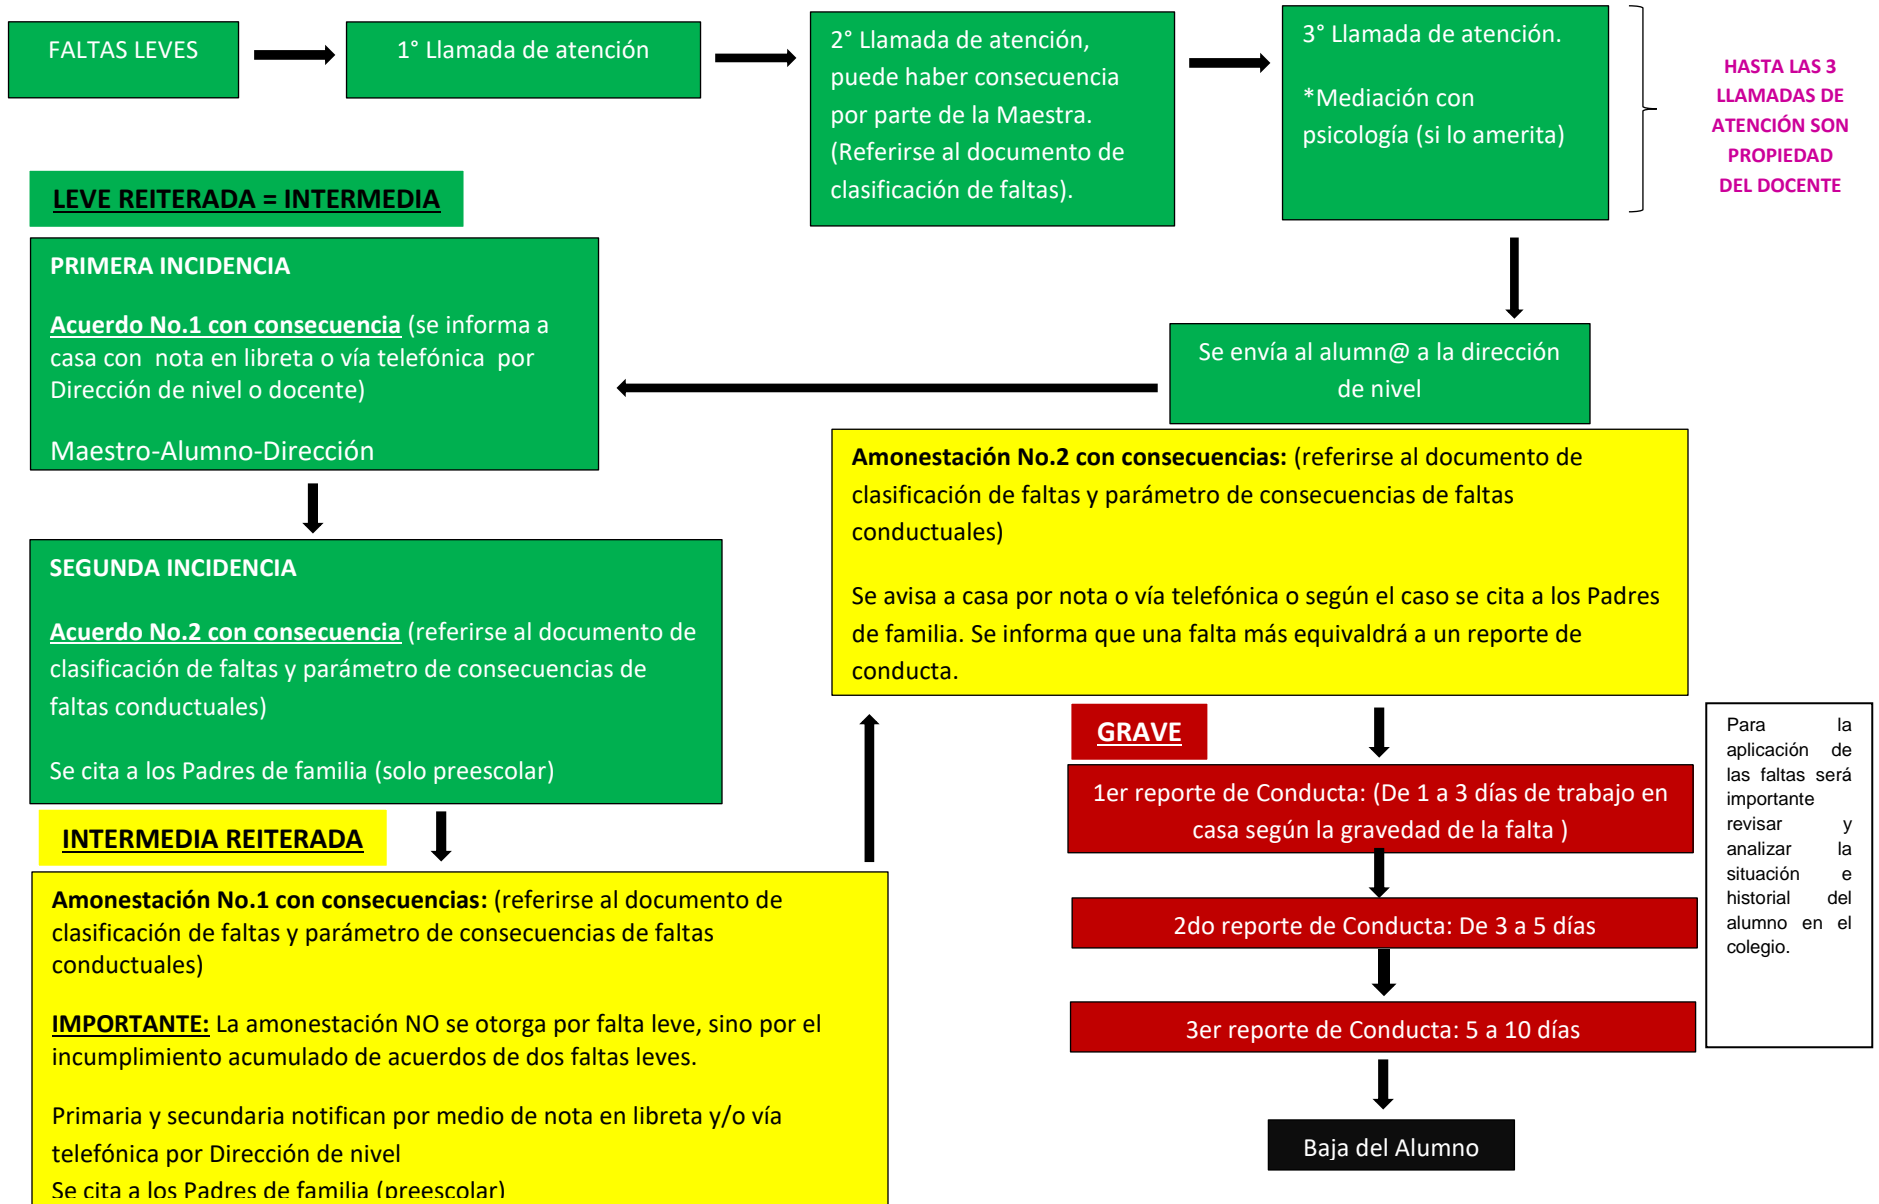 FALTAS LEVES
1° Llamada de atención
2° Llamada de atención,
puede haber consecuencia
por parte de la Maestra.
(Referirse al documento de
clasificación de faltas).
3° Llamada de atención.
*Mediación con
psicología (si lo amerita)
HASTA LAS 3
LLAMADAS DE
ATENCIÓN SON
PROPIEDAD
DEL DOCENTE
LEVE REITERADA = INTERMEDIA
Se envía al alumn@ a la dirección
de nivel
PRIMERA INCIDENCIA
Acuerdo No.1 con consecuencia (se informa a
casa con  nota en libreta o vía telefónica  por
Dirección de nivel o docente)
Maestro-Alumno-Dirección
SEGUNDA INCIDENCIA
Acuerdo No.2 con consecuencia (referirse al documento de
clasificación de faltas y parámetro de consecuencias de
faltas conductuales)
Se cita a los Padres de familia (solo preescolar)
INTERMEDIA REITERADA
Amonestación No.1 con consecuencias: (referirse al documento de
clasificación de faltas y parámetro de consecuencias de faltas
conductuales)
IMPORTANTE: La amonestación NO se otorga por falta leve, sino por el
incumplimiento acumulado de acuerdos de dos faltas leves.
Primaria y secundaria notifican por medio de nota en libreta y/o vía
telefónica por Dirección de nivel
Se cita a los Padres de familia (preescolar)
Amonestación No.2 con consecuencias: (referirse al documento de
clasificación de faltas y parámetro de consecuencias de faltas
conductuales)
Se avisa a casa por nota o vía telefónica o según el caso se cita a los Padres
de familia. Se informa que una falta más equivaldrá a un reporte de
conducta.
GRAVE
1er reporte de Conducta: (De 1 a 3 días de trabajo en
casa según la gravedad de la falta )
2do reporte de Conducta: De 3 a 5 días
3er reporte de Conducta: 5 a 10 días
Baja del Alumno
Para la
aplicación de
las faltas será
importante
revisar y
analizar la
situación e
historial del
alumno en el
colegio.